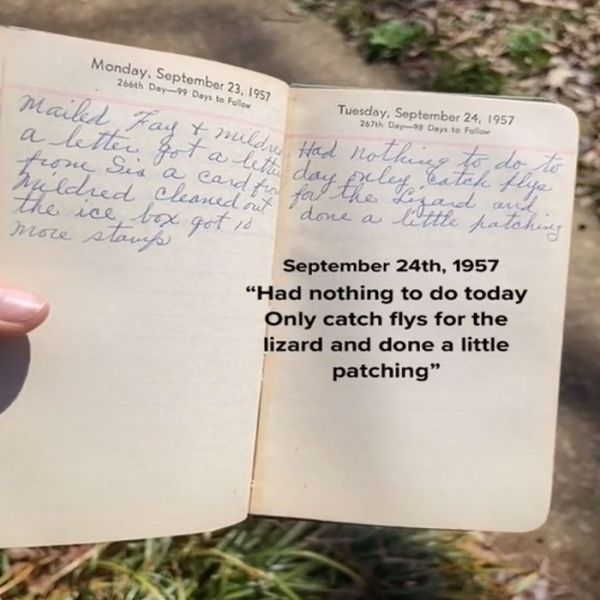 Monday, September 23, 1957
266th Day—99 Days to Follow
Mailed Fay & Mildred
a letter got a letter
from Sis a card from
Mildred cleaned out
the ice box got 10
more stamps
Tuesday, September 24, 1957
267th Day—98 Days to Follow
Had nothing to do to
day onley catch flys
for the Lizard and
done a little patching
September 24th, 1957
“Had nothing to do today
Only catch flys for the
lizard and done a little
patching”